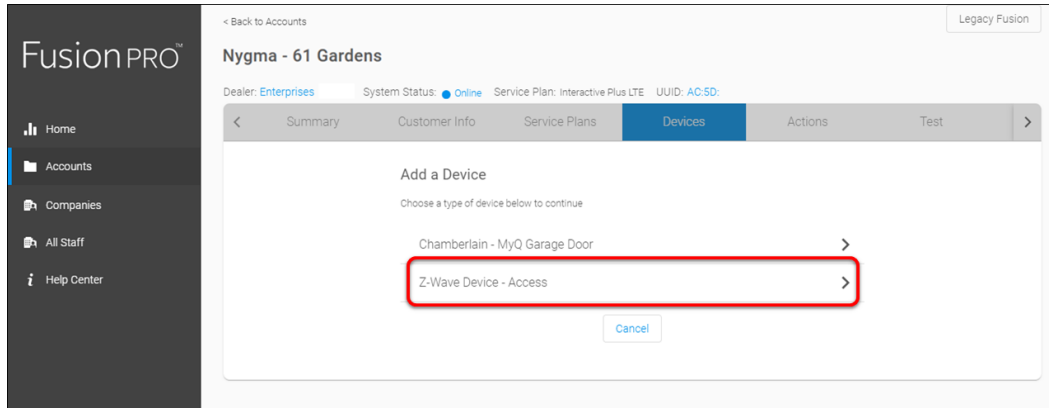 < Back to Accounts
Legacy Fusion
FusionPRO™
Nygma - 61 Gardens
Dealer: Enterprises System Status: Online Service Plan: Interactive Plus LTE UUID: AC:5D:
< Summary Customer Info Service Plans Devices Actions Test >
Home
Accounts
Companies
All Staff
Help Center
Add a Device
Choose a type of device below to continue
Chamberlain - MyQ Garage Door
Z-Wave Device - Access
Cancel